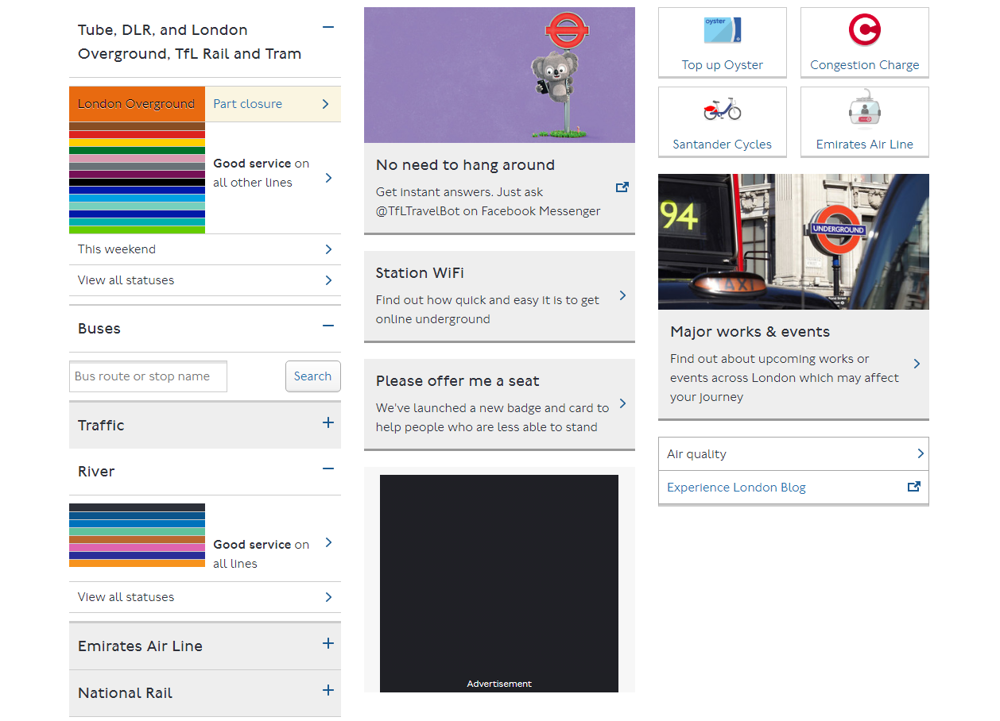 Tube, DLR, and London
Overground, TfL Rail and Tram
London Overground
Part closure
Good service on
all other lines
This weekend
View all statuses
Buses
Bus route or stop name
Search
Traffic
River
Good service on
all lines
View all statuses
Emirates Air Line
National Rail
No need to hang around
Get instant answers. Just ask
@TfLTravelBot on Facebook Messenger
Station WiFi
Find out how quick and easy it is to get
online underground
Please offer me a seat
We've launched a new badge and card to
help people who are less able to stand
Advertisement
oyster
Top up Oyster
Congestion Charge
Santander Cycles
Emirates Air Line
94
UNDERGROUND
TAXI
Major works & events
Find out about upcoming works or
events across London which may affect
your journey
Air quality
Experience London Blog